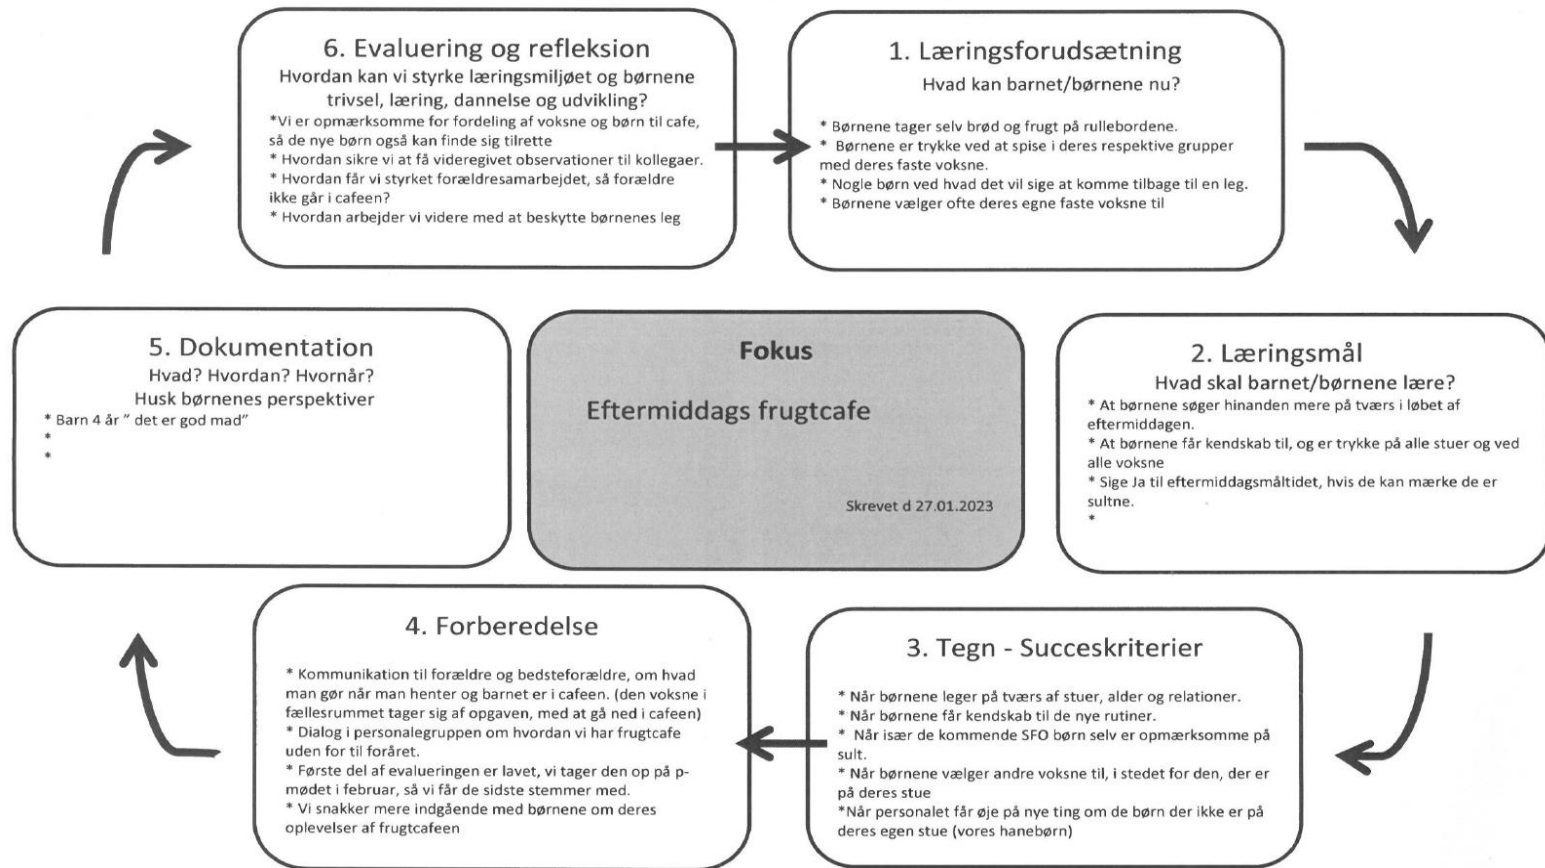 6. Evaluering og refleksion
Hvordan kan vi styrke læringsmiljøet og børnene
trivsel, læring, dannelse og udvikling?
*Vi er opmærksomme for fordeling af voksne og børn til cafe,
så de nye børn også kan finde sig tilrette
* Hvordan sikre vi at få videregivet observationer til kollegaer.
* Hvordan får vi styrket forældresamarbejdet, så forældre
ikke går i cafeen?
* Hvordan arbejder vi videre med at beskytte børnenes leg
1. Læringsforudsætning
Hvad kan barnet/børnene nu?
* Børnene tager selv brød og frugt på rullebordene.
* Børnene er trykke ved at spise i deres respektive grupper
med deres faste voksne.
* Nogle børn ved hvad det vil sige at komme tilbage til en leg.
* Børnene vælger ofte deres egne faste voksne til
5. Dokumentation
Hvad? Hvordan? Hvornår?
Husk børnenes perspektiver
* Barn 4 år " det er god mad"
*
*
Fokus
Eftermiddags frugtcafe
Skrevet d 27.01.2023
2. Læringsmål
Hvad skal barnet/børnene lære?
* At børnene søger hinanden mere på tværs i løbet af
eftermiddagen.
* At børnene får kendskab til, og er trykke på alle stuer og ved
alle voksne
* Sige Ja til eftermiddagsmåltidet, hvis de kan mærke de er
sultne.
*
4. Forberedelse
* Kommunikation til forældre og bedsteforældre, om hvad
man gør når man henter og barnet er i cafeen. (den voksne i
fællesrummet tager sig af opgaven, med at gå ned i cafeen)
* Dialog i personalegruppen om hvordan vi har frugtcafe
uden for til foråret.
* Første del af evalueringen er lavet, vi tager den op på p-
mødet i februar, så vi får de sidste stemmer med.
* Vi snakker mere indgående med børnene om deres
oplevelser af frugtcafeen
3. Tegn - Succeskriterier
* Når børnene leger på tværs af stuer, alder og relationer.
* Når børnene får kendskab til de nye rutiner.
* Når især de kommende SFO børn selv er opmærksomme på
sult.
* Når børnene vælger andre voksne til, i stedet for den, der er
på deres stue
*Når personalet får øje på nye ting om de børn der ikke er på
deres egen stue (vores hanebørn)